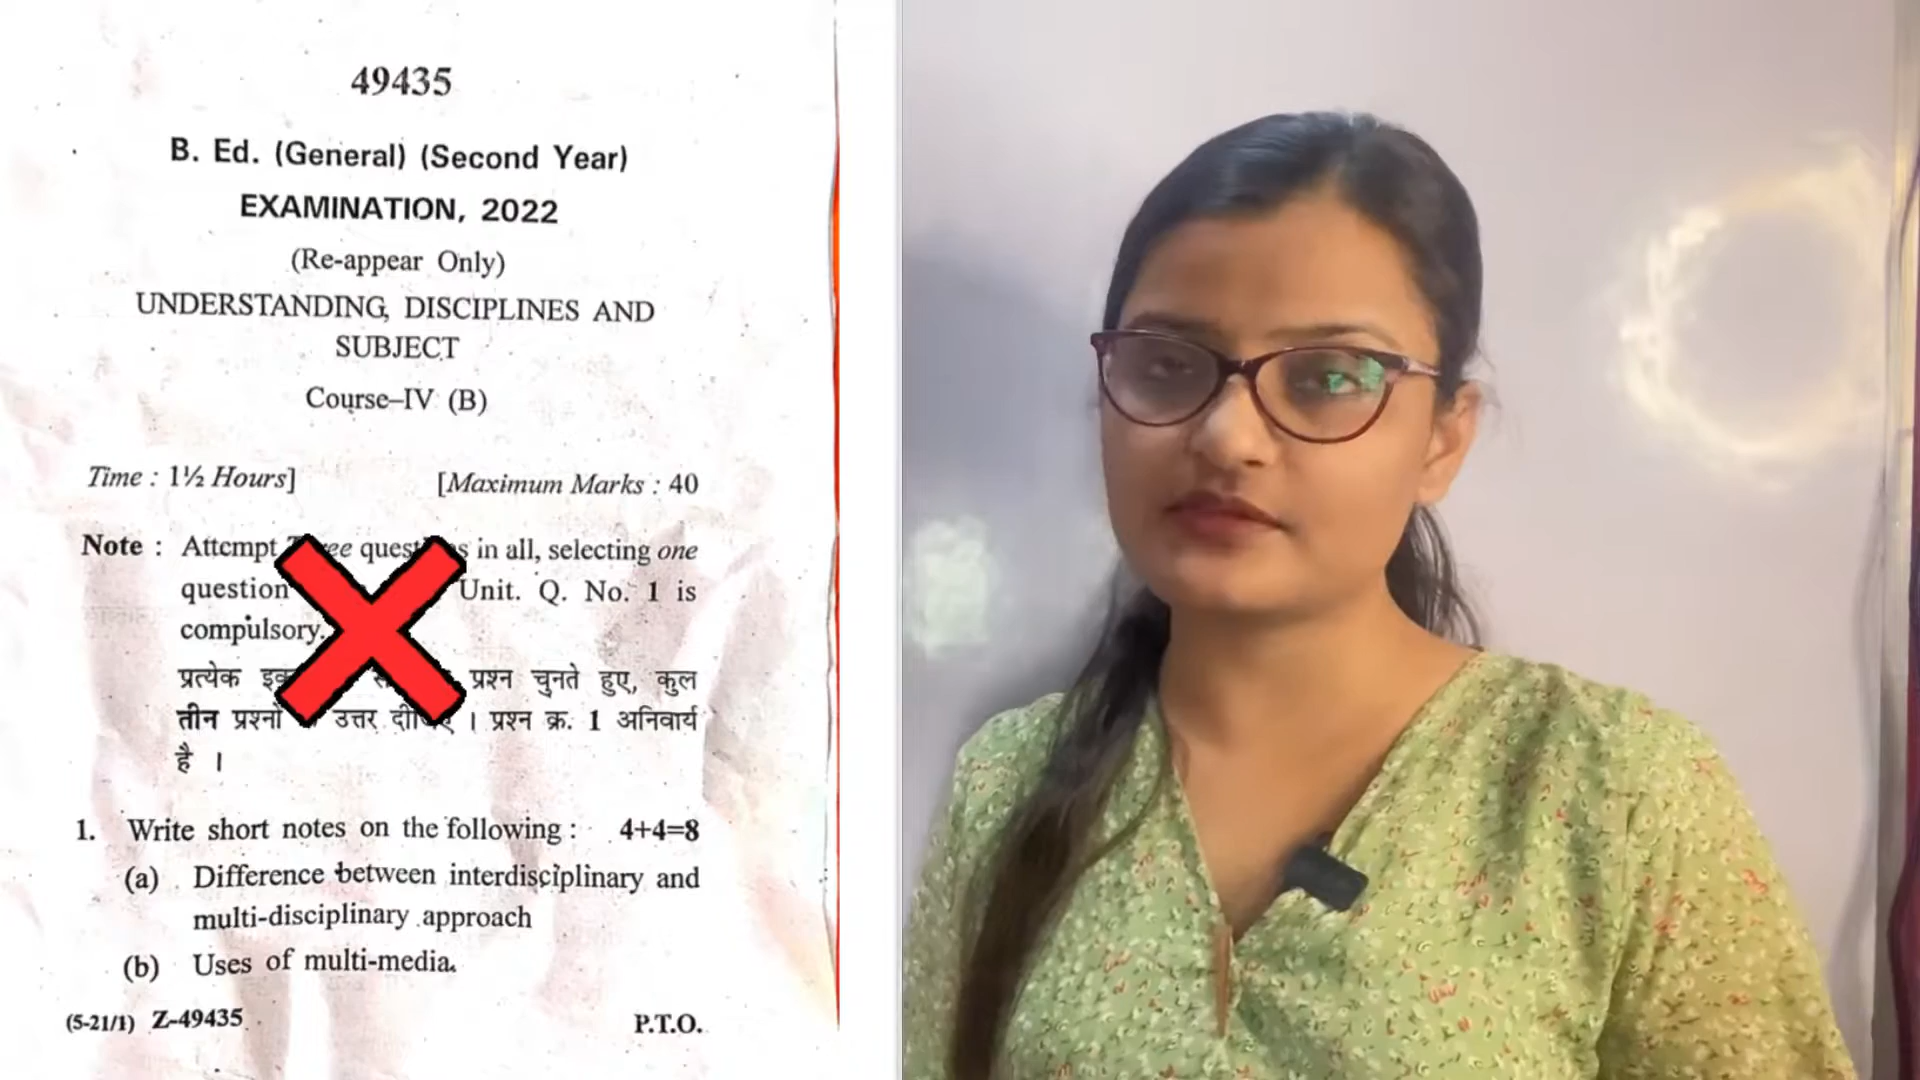 49435
B. Ed. (General) (Second Year)
EXAMINATION, 2022
(Re-appear Only)
UNDERSTANDING, DISCIPLINES AND
SUBJECT
Course–IV (B)
Time : 1½ Hours] [Maximum Marks : 40
Note : Attempt in all, selecting one
question Unit. Q. No. 1 is
compulsory.
प्रत्येक प्रश्न चुनते हुए, कुल
तीन प्रश्नों उत्तर । प्रश्न क्र. 1 अनिवार्य
है ।
1. Write short notes on the following : 4+4=8
(a) Difference between interdisciplinary and
multi-disciplinary approach
(b) Uses of multi-media.
(5-21/1) Z-49435 P.T.O.